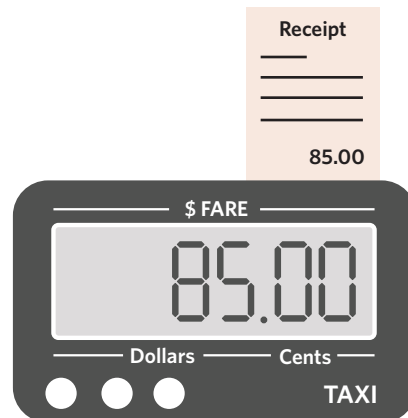 Receipt
85.00
$ FARE
85.00
Dollars Cents
TAXI